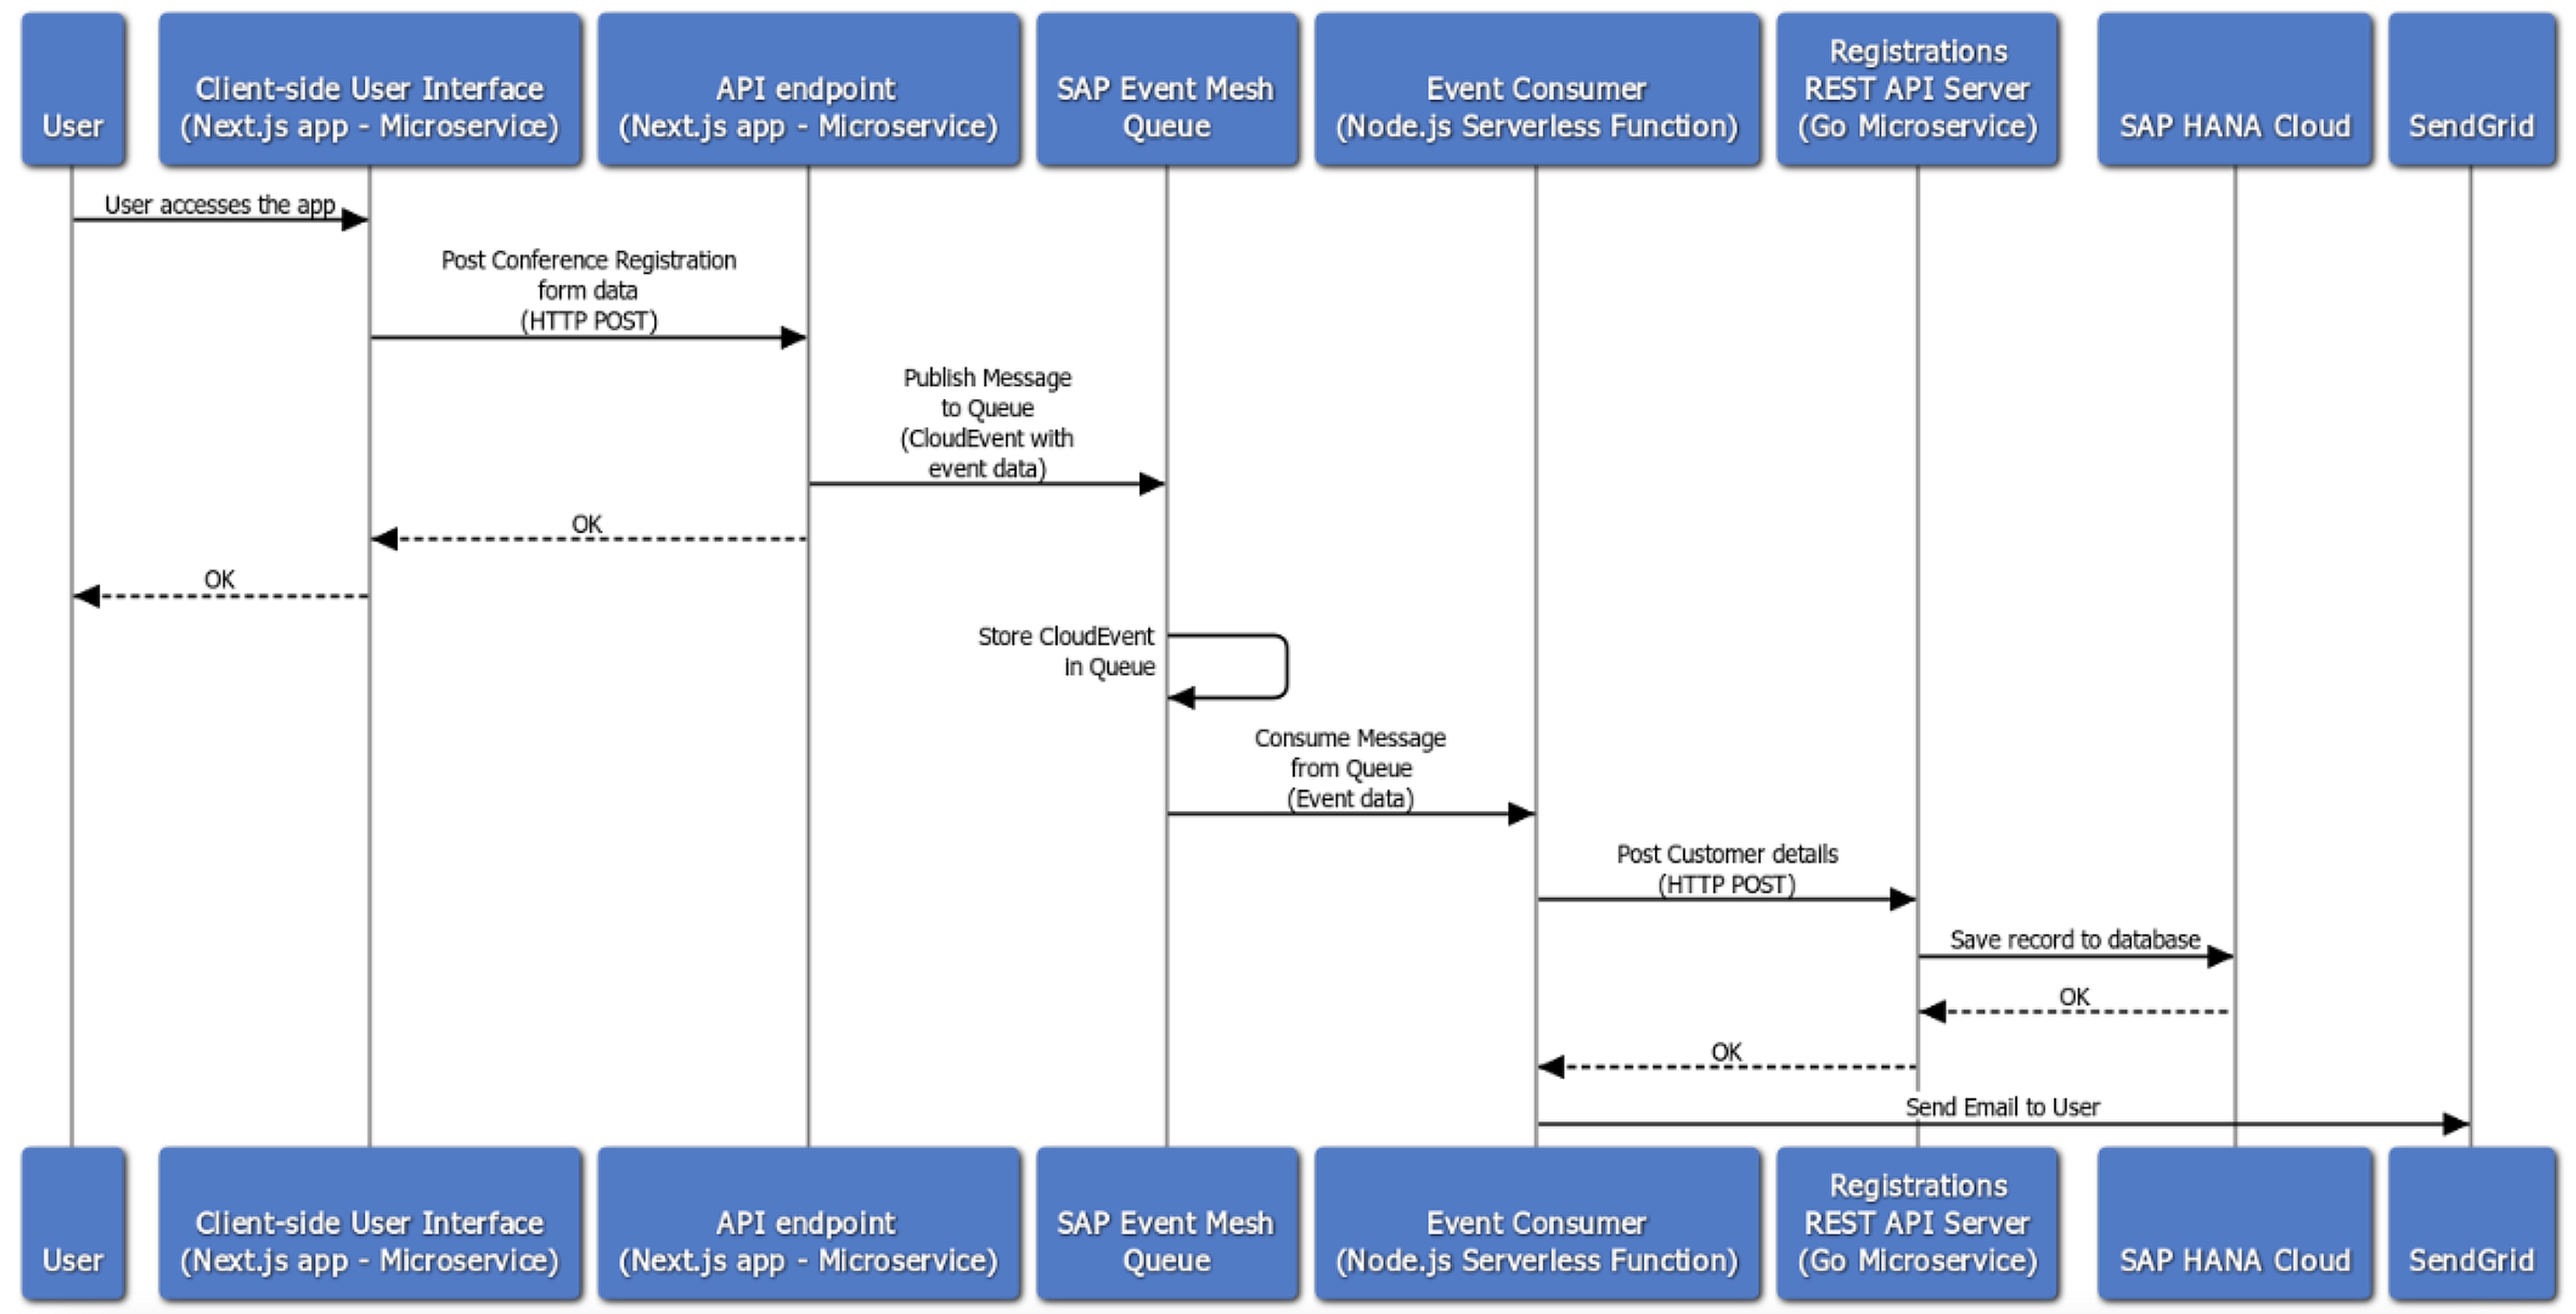 User
Client-side User Interface
(Next.js app - Microservice)
API endpoint
(Next.js app - Microservice)
SAP Event Mesh
Queue
Event Consumer
(Node.js Serverless Function)
Registrations
REST API Server
(Go Microservice)
SAP HANA Cloud
SendGrid
User accesses the app
Post Conference Registration
form data
(HTTP POST)
Publish Message
to Queue
(CloudEvent with
event data)
OK
OK
Store CloudEvent
in Queue
Consume Message
from Queue
(Event data)
Post Customer details
(HTTP POST)
Save record to database
OK
OK
Send Email to User
User
Client-side User Interface
(Next.js app - Microservice)
API endpoint
(Next.js app - Microservice)
SAP Event Mesh
Queue
Event Consumer
(Node.js Serverless Function)
Registrations
REST API Server
(Go Microservice)
SAP HANA Cloud
SendGrid